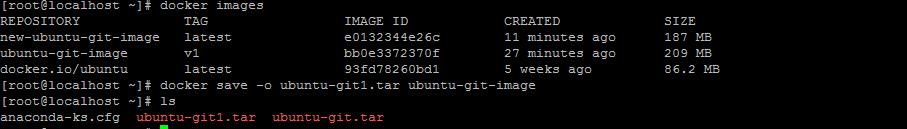 [root@localhost ~]# docker images
REPOSITORY TAG IMAGE ID CREATED SIZE
new-ubuntu-git-image latest e0132344e26c 11 minutes ago 187 MB
ubuntu-git-image v1 bb0e3372370f 27 minutes ago 209 MB
docker.io/ubuntu latest 93fd78260bd1 5 weeks ago 86.2 MB
[root@localhost ~]# docker save -o ubuntu-git1.tar ubuntu-git-image
[root@localhost ~]# ls
anaconda-ks.cfg ubuntu-git1.tar ubuntu-git.tar